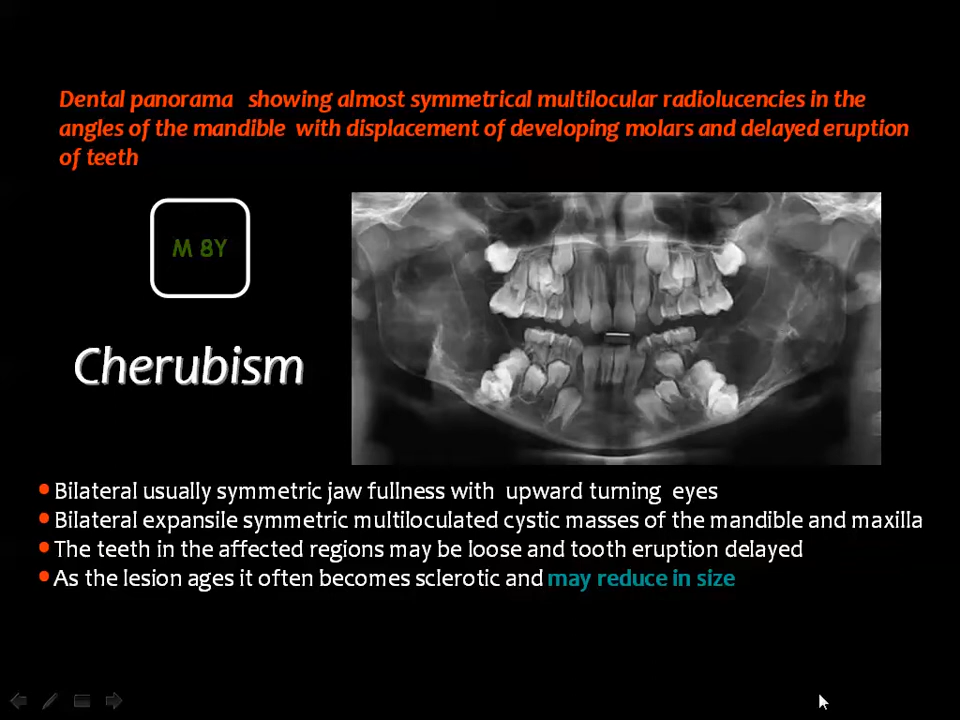 Dental panorama showing almost symmetrical multilocular radiolucencies in the
angles of the mandible with displacement of developing molars and delayed eruption
of teeth
M 8Y
Cherubism
Bilateral usually symmetric jaw fullness with upward turning eyes
Bilateral expansile symmetric multiloculated cystic masses of the mandible and maxilla
The teeth in the affected regions may be loose and tooth eruption delayed
As the lesion ages it often becomes sclerotic and may reduce in size